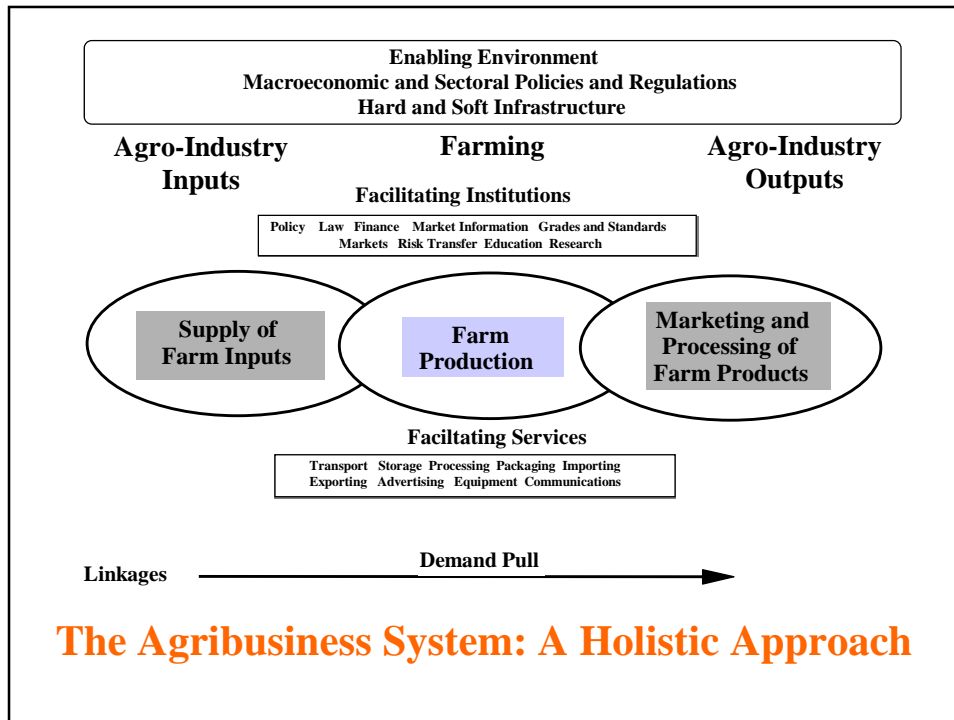 Enabling Environment
Macroeconomic and Sectoral Policies and Regulations
Hard and Soft Infrastructure
Agro-Industry
Inputs
Farming
Agro-Industry
Outputs
Facilitating Institutions
Policy Law Finance Market Information Grades and Standards
Markets Risk Transfer Education Research
Supply of
Farm Inputs
Farm
Production
Marketing and
Processing of
Farm Products
Faciltating Services
Transport Storage Processing Packaging Importing
Exporting Advertising Equipment Communications
Linkages
Demand Pull
The Agribusiness System: A Holistic Approach